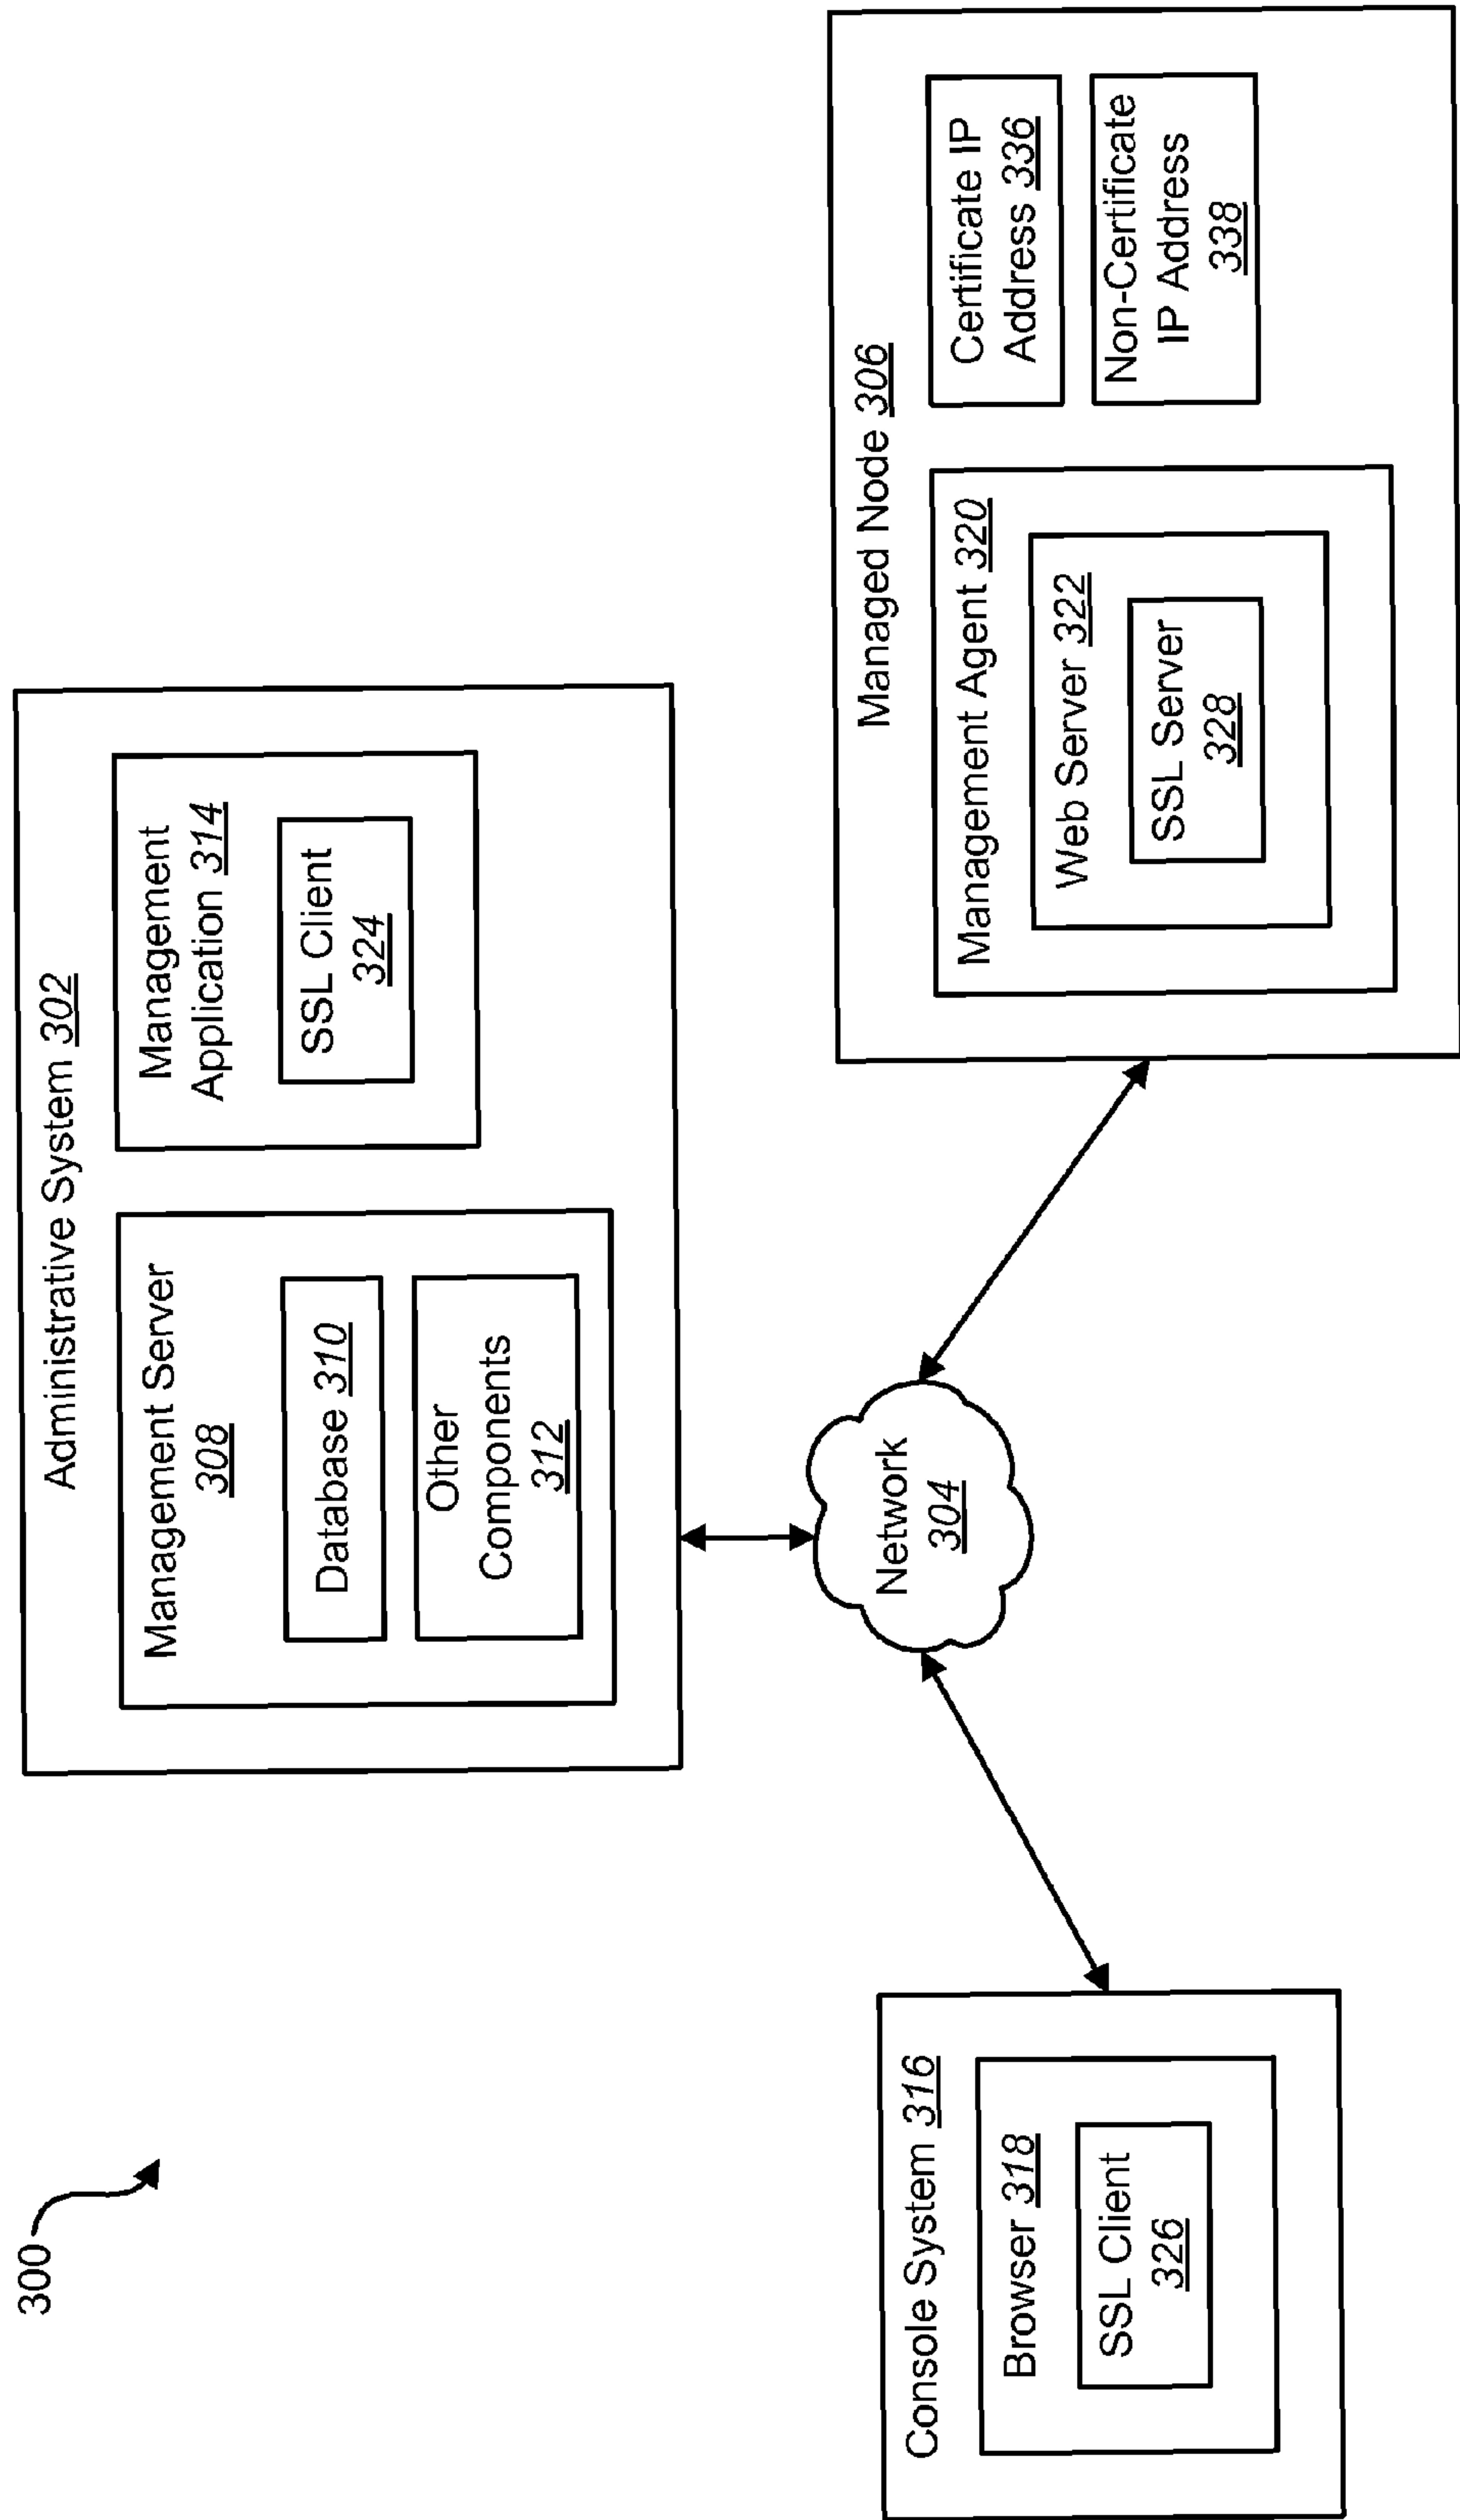 300
Administrative System 302
Management Server
308
Database 310
Other
Components
312
Management
Application 314
SSL Client
324
Network
304
Console System 316
Browser 318
SSL Client
326
Managed Node 306
Management Agent 320
Web Server 322
SSL Server
328
Certificate IP
Address 336
Non-Certificate
IP Address
338